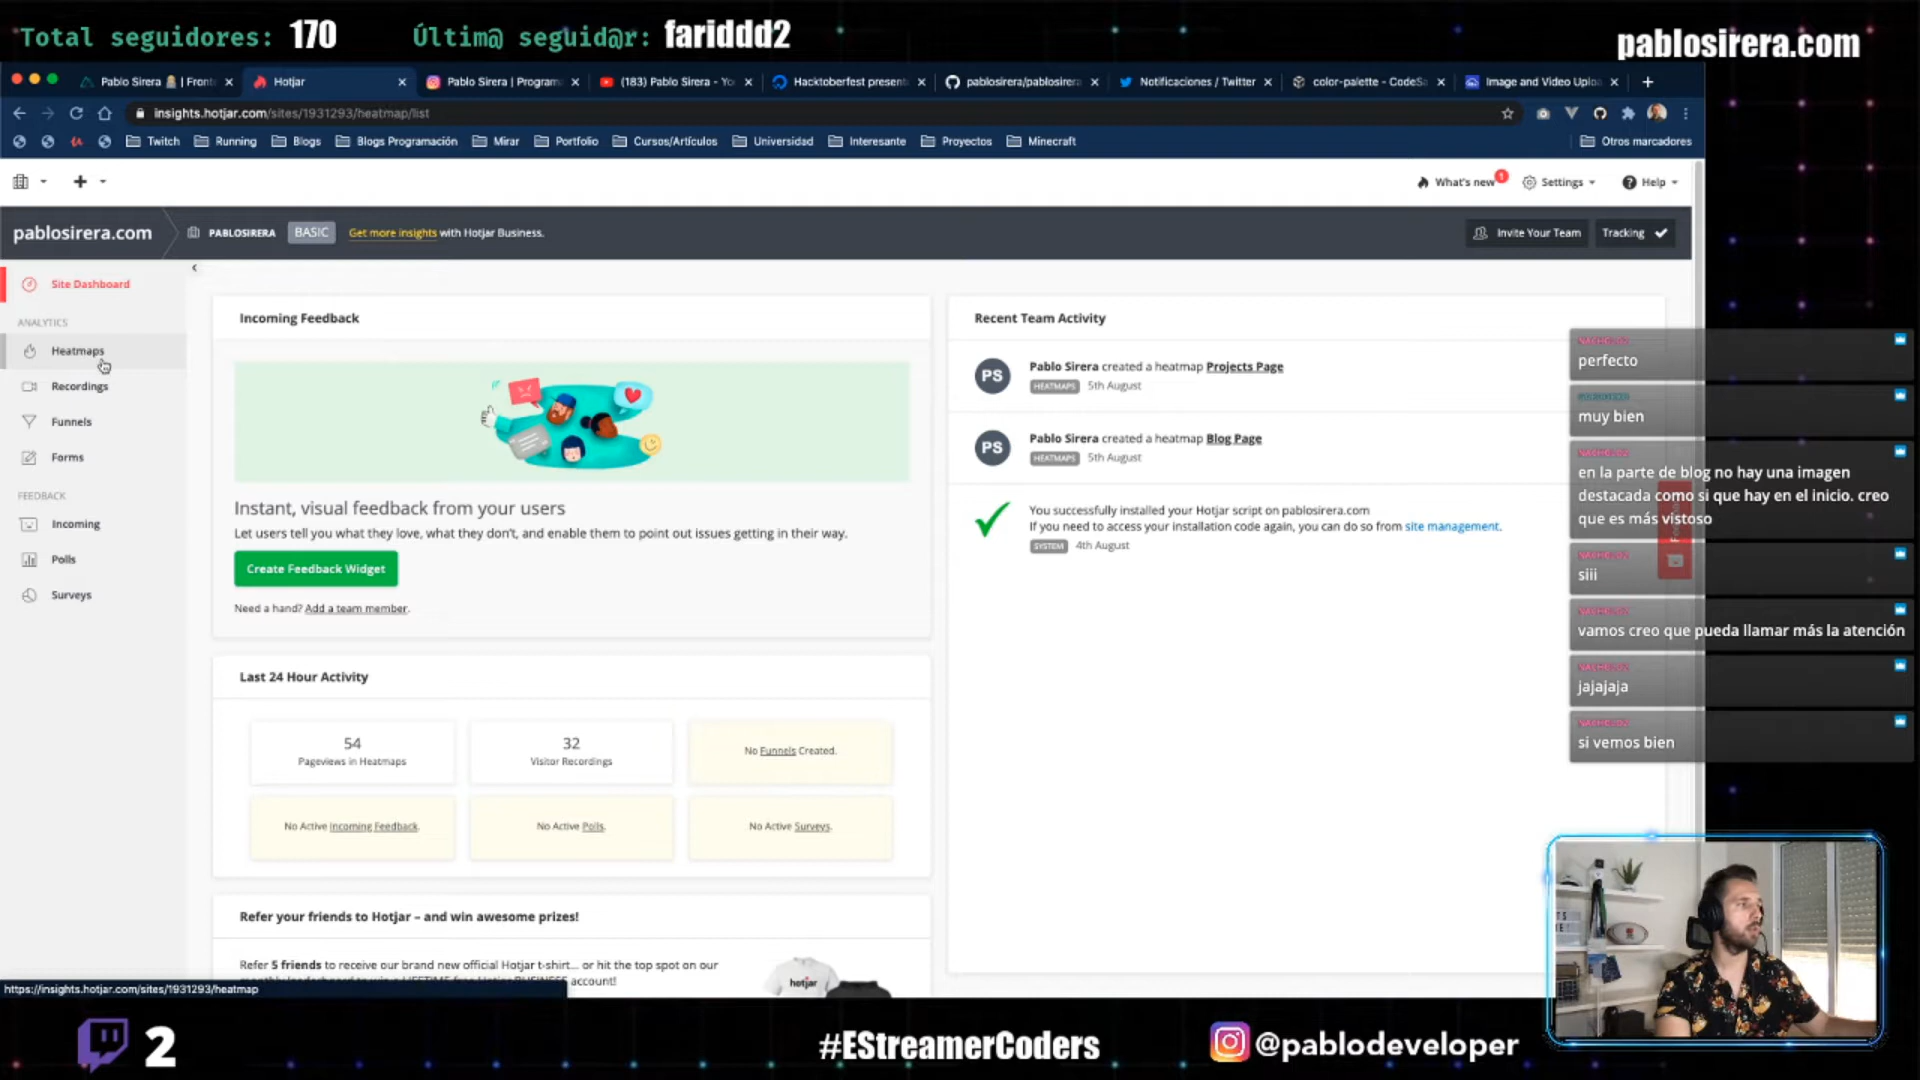 Total seguidores: 170
Últim@ seguid@r: fariddd2
pablosirera.com
Pablo Sirera
Front
Hotjar
Pablo Sirera | Program
(183) Pablo Sirera - Yo
Hacktoberfest present
pablosirera/pablosirera
Notificaciones / Twitter
color-palette - CodeSa
Image and Video Uplo
insights.hotjar.com/sites/1931293/heatmap/list
Twitch
Running
Blogs
Blogs Programación
Mirar
Portfolio
Cursos/Artículos
Universidad
Interesante
Proyectos
Minecraft
Otros marcadores
What's new
1
Settings
Help
pablosirera.com
PABLOSIRERA
BASIC
Get more insights with Hotjar Business.
Invite Your Team
Tracking
Site Dashboard
ANALYTICS
Heatmaps
Recordings
Funnels
Forms
FEEDBACK
Incoming
Polls
Surveys
Incoming Feedback
Instant, visual feedback from your users
Let users tell you what they love, what they don't, and enable them to point out issues getting in their way.
Create Feedback Widget
Need a hand? Add a team member.
Last 24 Hour Activity
54
Pageviews in Heatmaps
32
Visitor Recordings
No Funnels Created.
No Active Incoming Feedback.
No Active Polls.
No Active Surveys.
Refer your friends to Hotjar – and win awesome prizes!
Refer 5 friends to receive our brand new official Hotjar t-shirt... or hit the top spot on our
account!
hotjar
Recent Team Activity
PS
Pablo Sirera created a heatmap Projects Page
HEATMAPS 5th August
PS
Pablo Sirera created a heatmap Blog Page
HEATMAPS 5th August
You successfully installed your Hotjar script on pablosirera.com
If you need to access your installation code again, you can do so from site management.
SYSTEM 4th August
perfecto
muy bien
en la parte de blog no hay una imagen
destacada como si que hay en el inicio. creo
que es más vistoso
siii
vamos creo que pueda llamar más la atención
jajajaja
si vemos bien
https://insights.hotjar.com/sites/1931293/heatmap
2
#EStreamerCoders
@pablodeveloper